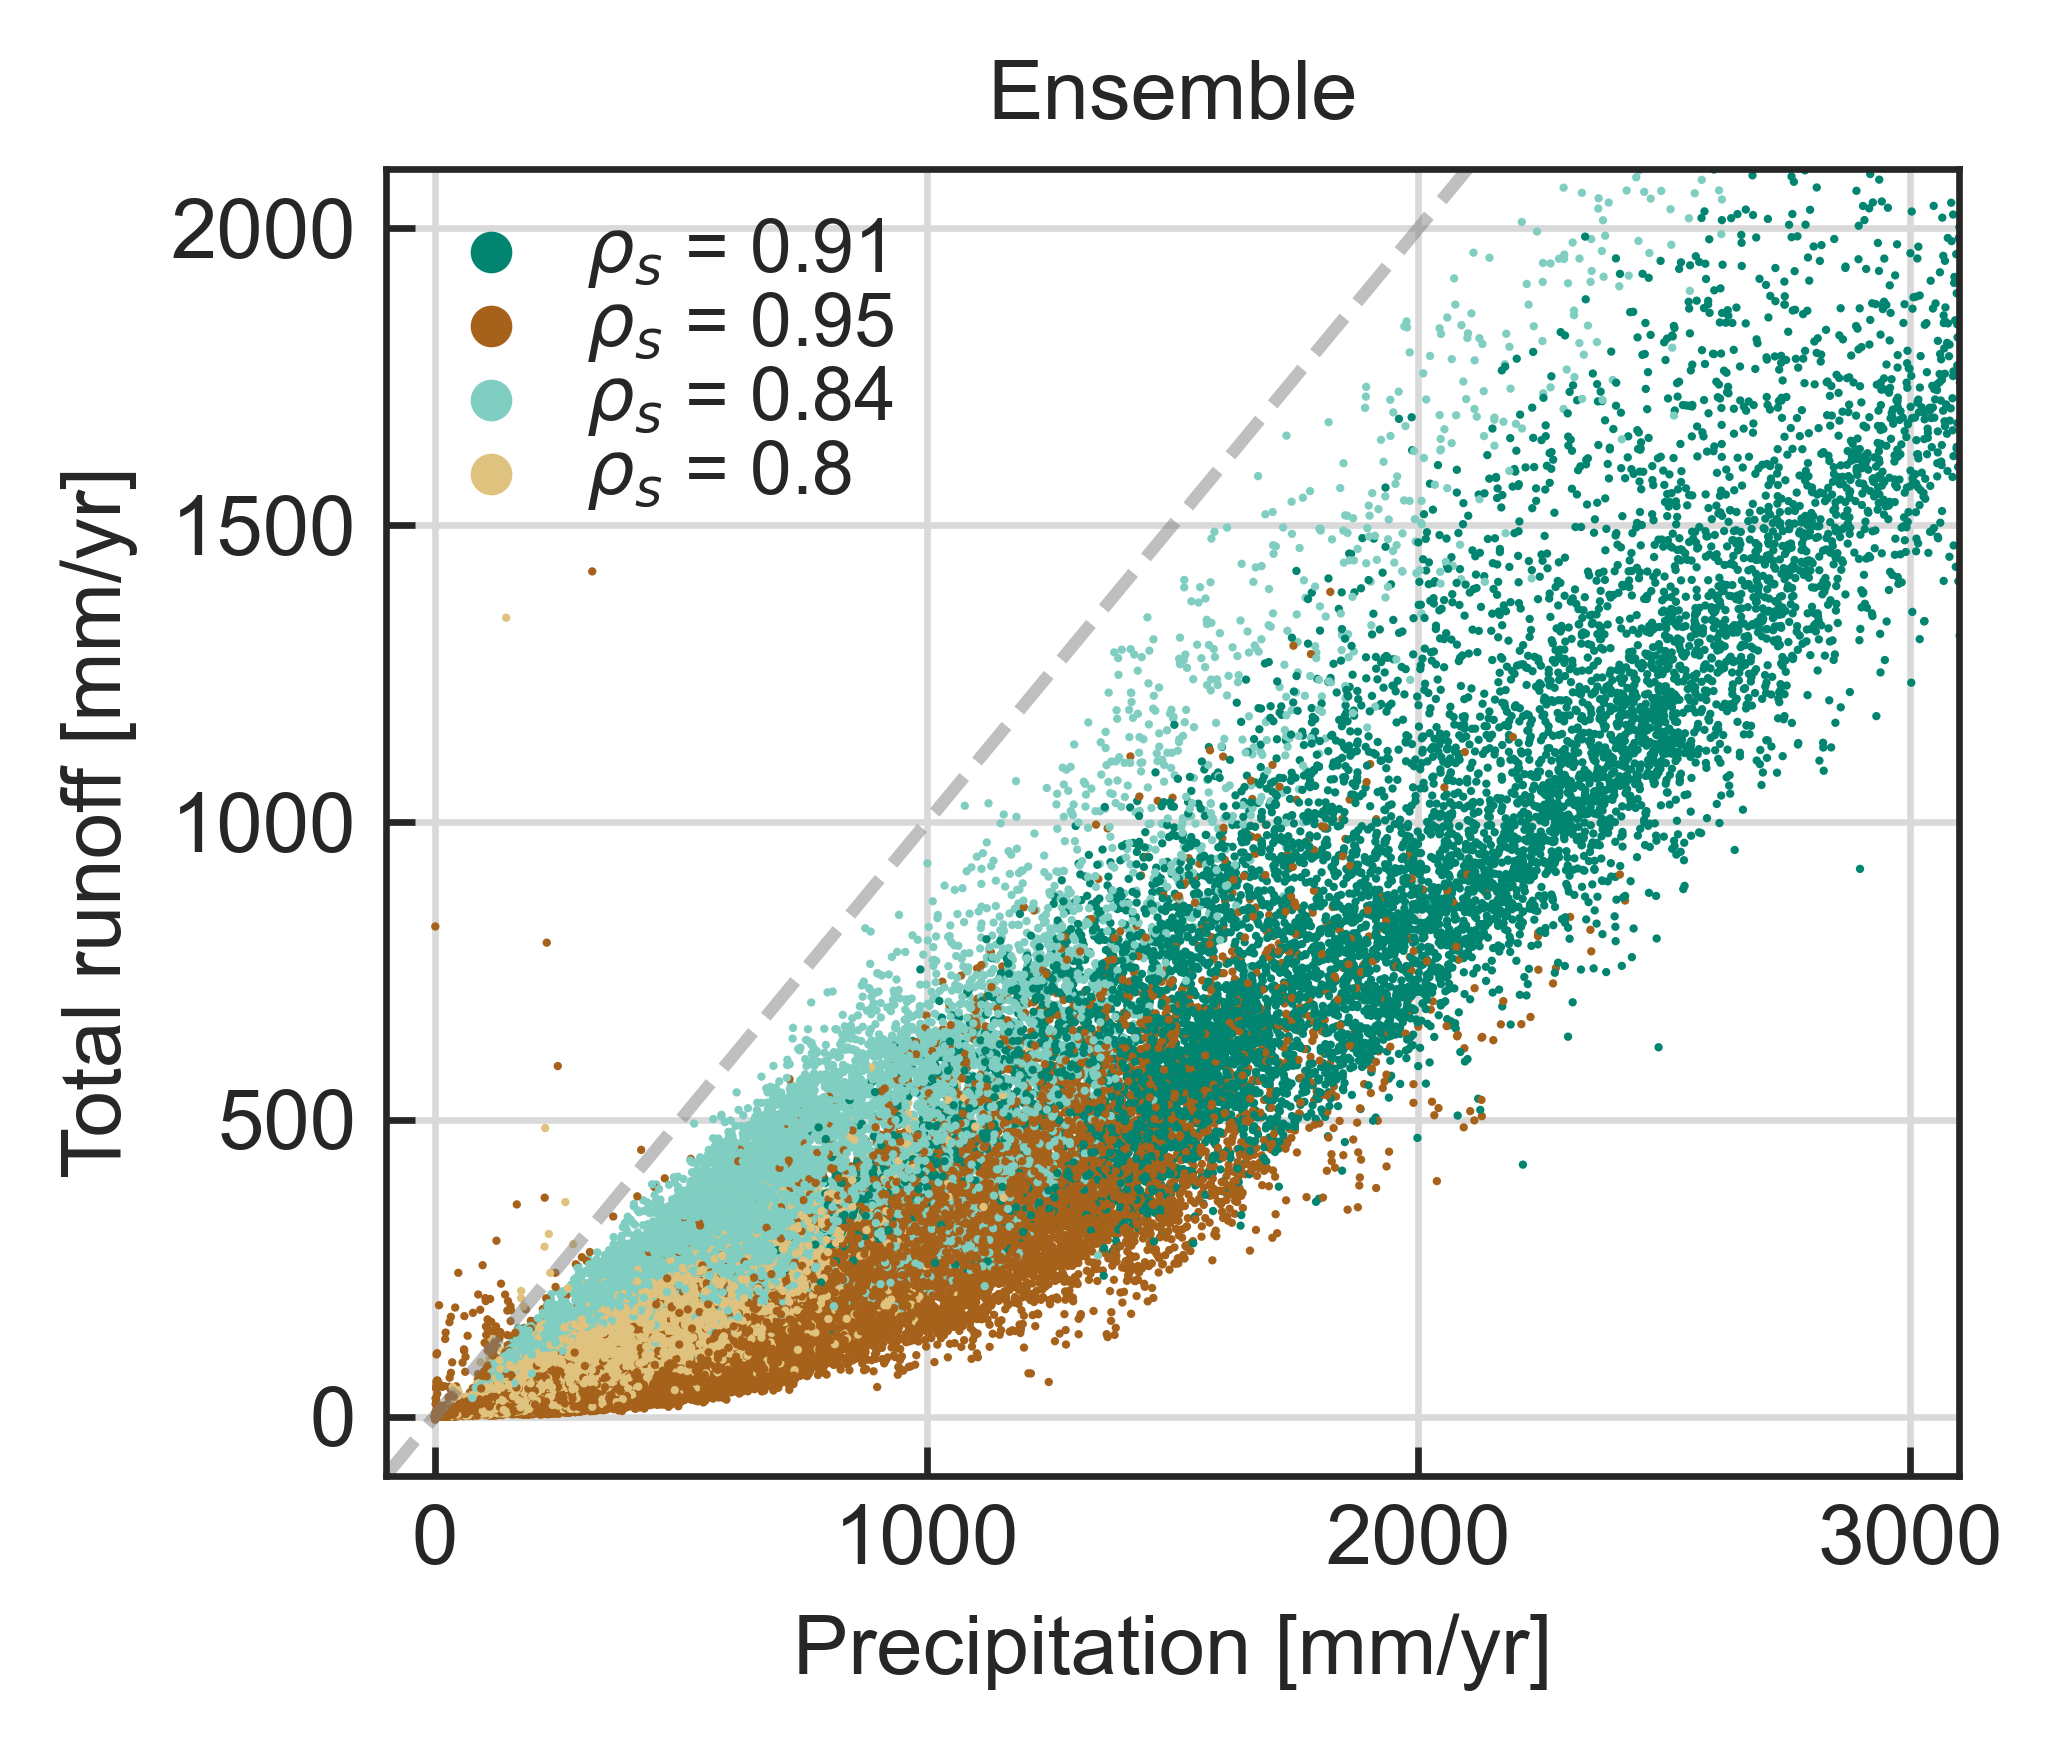 Ensemble
2000
1500
1000
500
0
ρs = 0.91
ρs = 0.95
ρs = 0.84
ρs = 0.8
Total runoff [mm/yr]
0 1000 2000 3000
Precipitation [mm/yr]